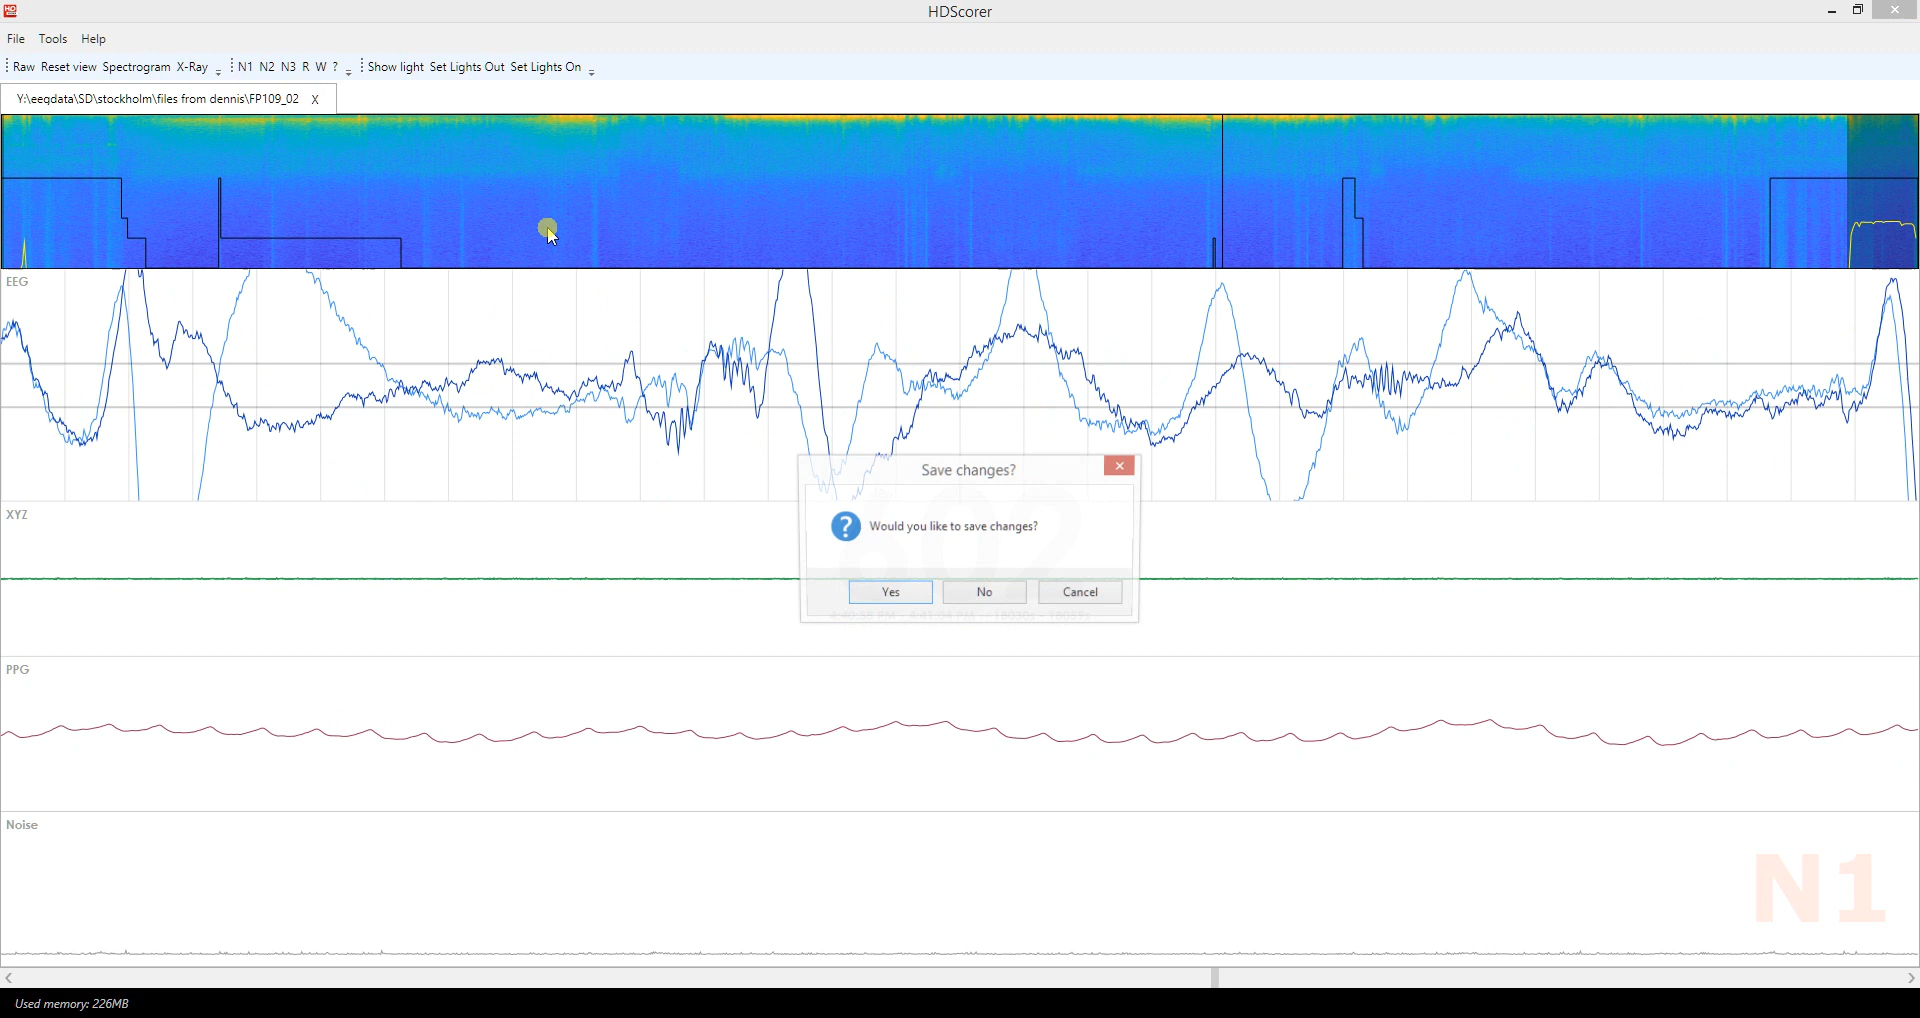 HD
HDScorer
File Tools Help
Raw Reset view Spectrogram X-Ray N1 N2 N3 R W ? Show light Set Lights Out Set Lights On
Y:\eeqdata\SD\stockholm\files from dennis\FP109_02 X
EEG
Save changes?
XYZ
? Would you like to save changes?
602
Yes No Cancel
PPG
Noise
N1
Used memory: 226MB